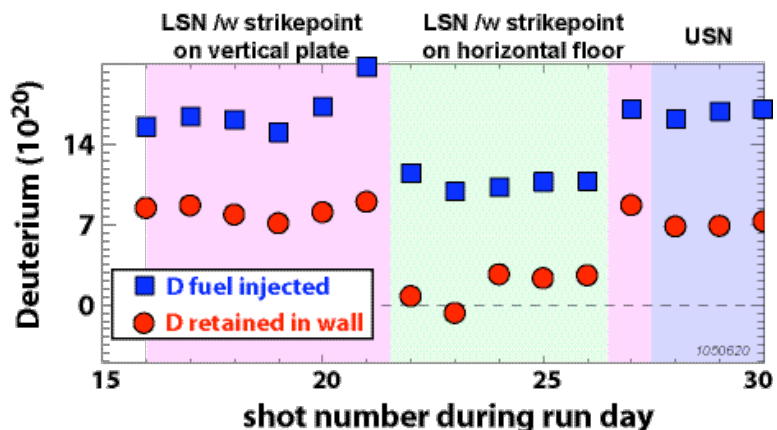 LSN /w strikepoint
on vertical plate
LSN /w strikepoint
on horizontal floor
USN
Deuterium (10²⁰)
14
7
0
D fuel injected
D retained in wall
1050620
15
20
25
30
shot number during run day